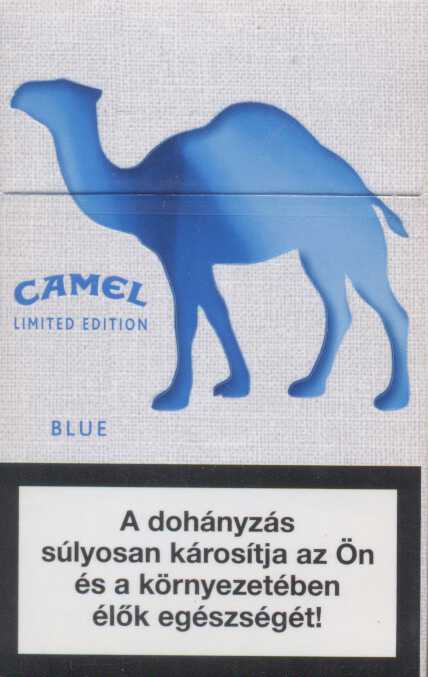 CAMEL
LIMITED EDITION
BLUE
A dohányzás
súlyosan károsítja az Ön
és a környezetében
élők egészségét!